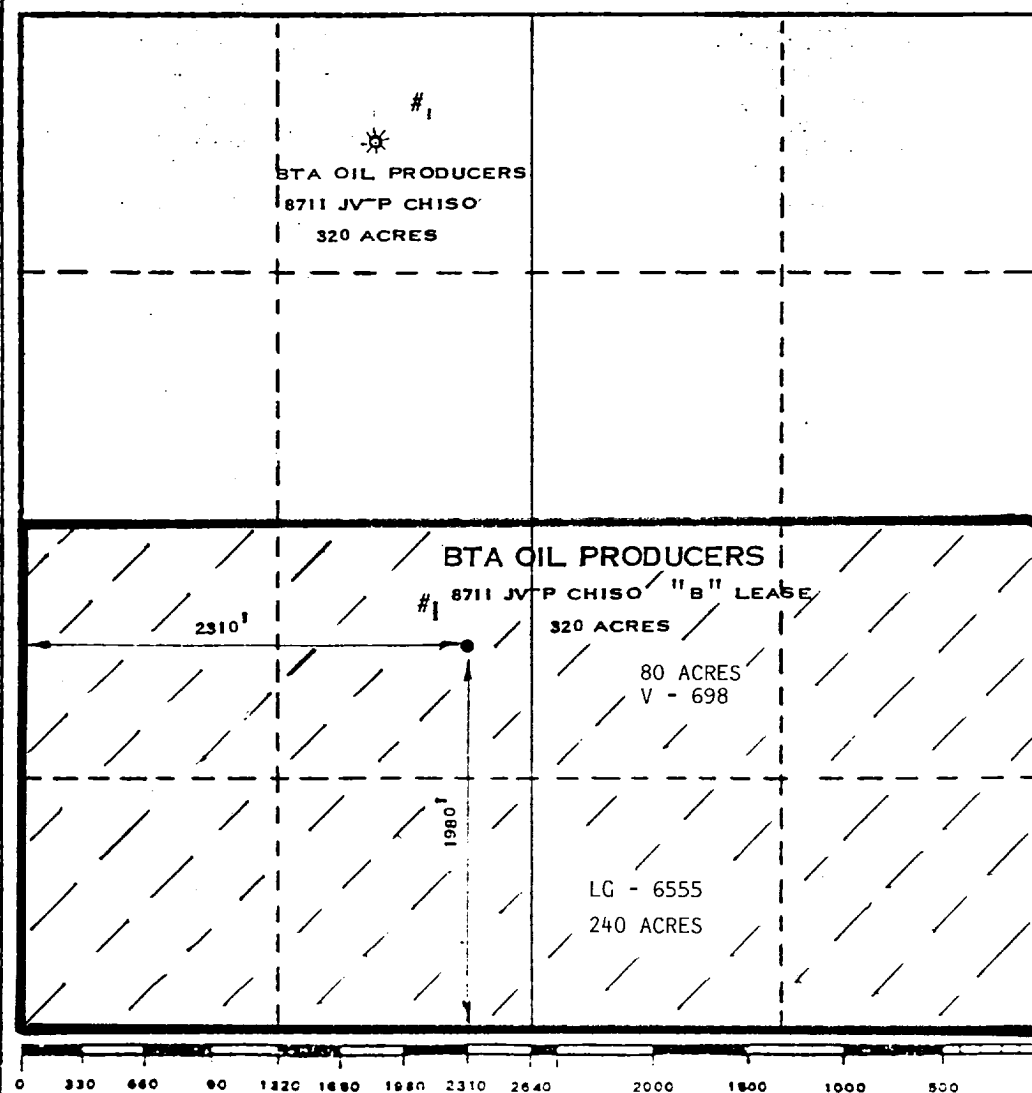 #1
BTA OIL PRODUCERS
8711 JV-P CHISO
320 ACRES
BTA OIL PRODUCERS
8711 JV-P CHISO "B" LEASE
#1
320 ACRES
2310'
80 ACRES
V - 698
1980'
LG - 6555
240 ACRES
0 330 660 90 1320 1650 1980 2310 2640 2000 1500 1000 500